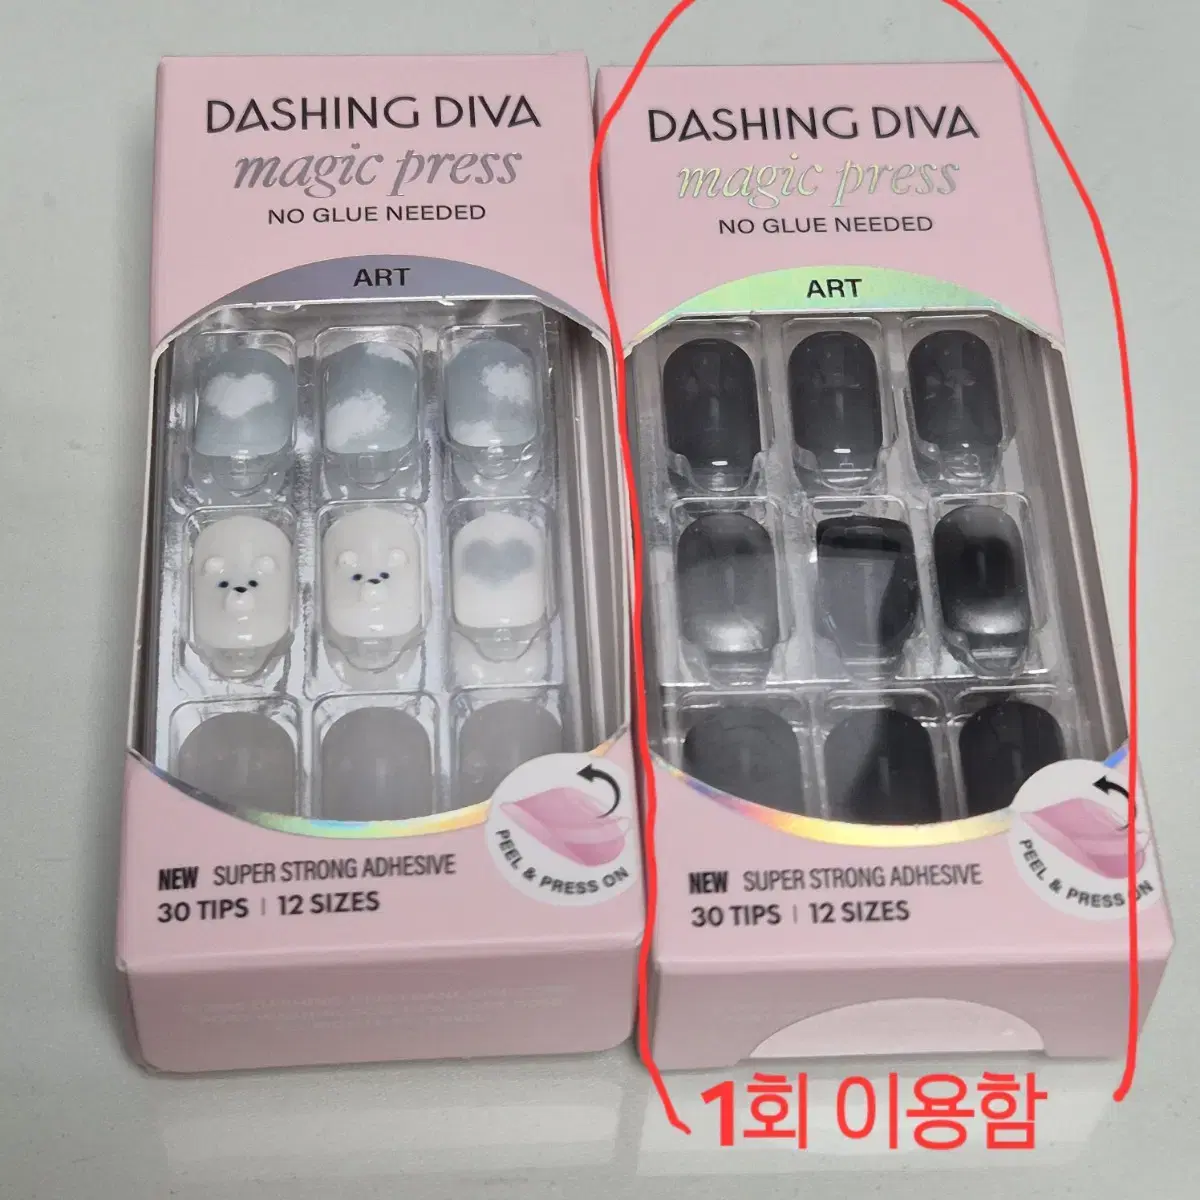 DASHING DIVA
magic press
NO GLUE NEEDED
ART
PEEL & PRESS ON
NEW SUPER STRONG ADHESIVE
30 TIPS | 12 SIZES
DASHING DIVA
magic press
NO GLUE NEEDED
ART
PEEL & PRESS ON
NEW SUPER STRONG ADHESIVE
30 TIPS | 12 SIZES
1회 이용함